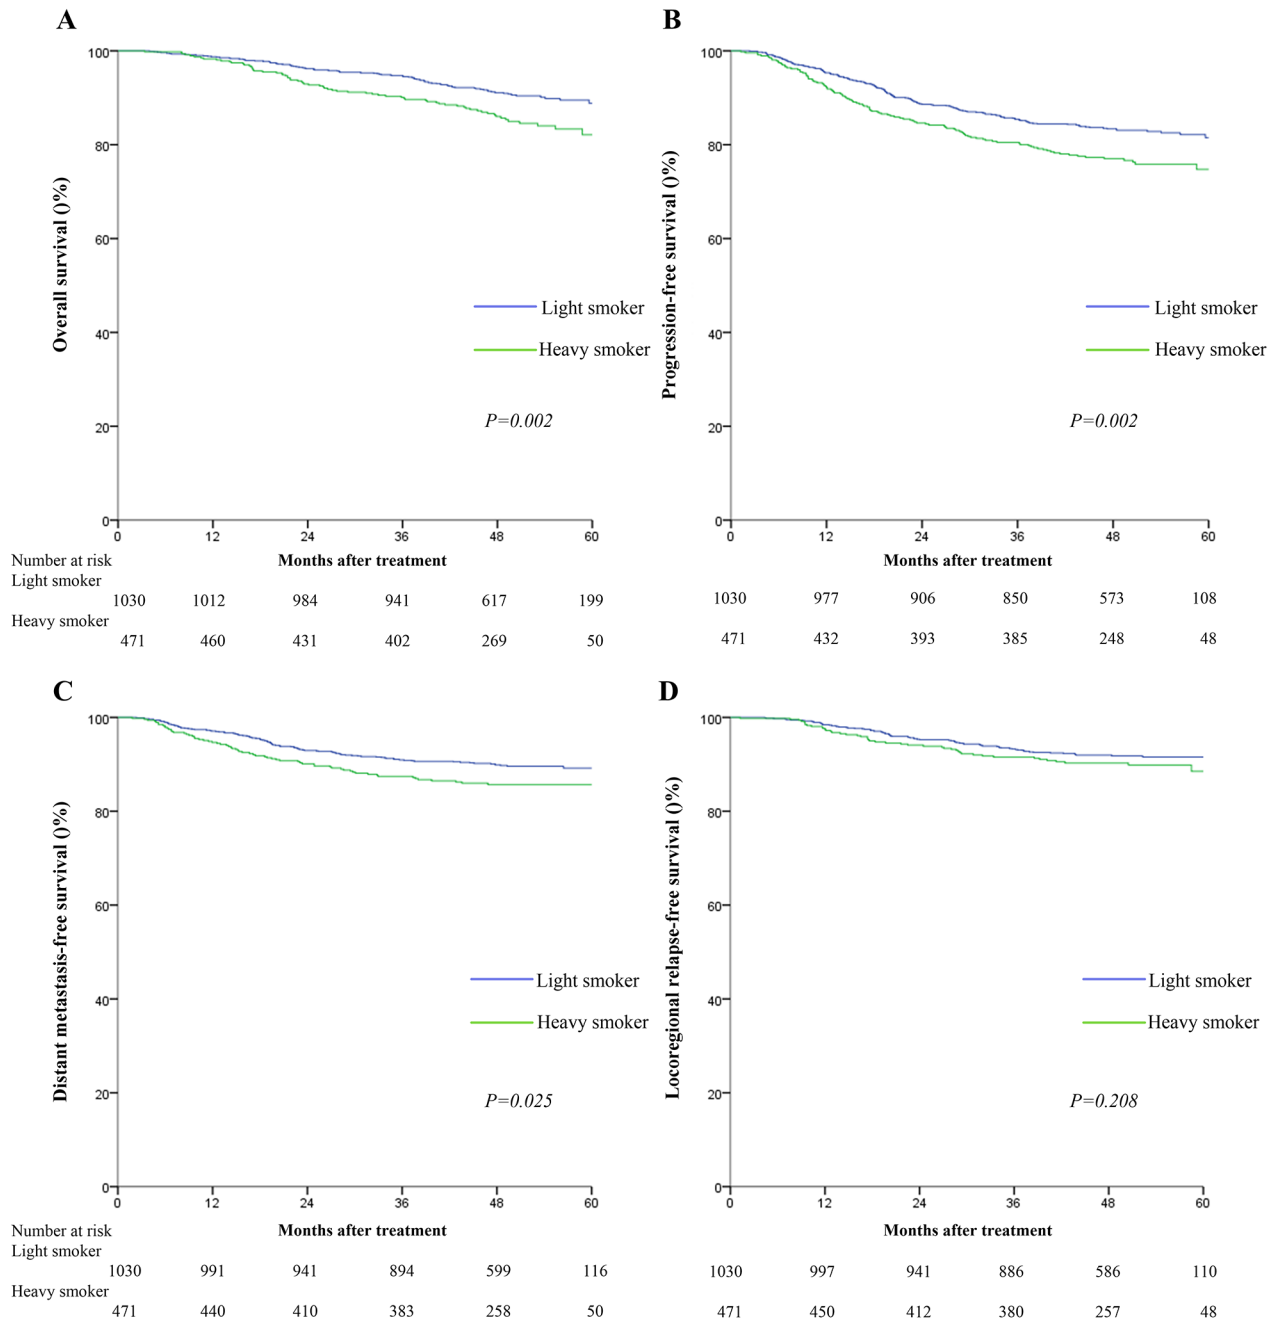 A
100
80
60
40
20
0
Overall survival ()%)
Light smoker
Heavy smoker
P=0.002
0 12 24 36 48 60
Months after treatment
Number at risk
Light smoker
1030 1012 984 941 617 199
Heavy smoker
471 460 431 402 269 50
B
100
80
60
40
20
0
Progression-free survival ()%)
Light smoker
Heavy smoker
P=0.002
0 12 24 36 48 60
Months after treatment
1030 977 906 850 573 108
471 432 393 385 248 48
C
100
80
60
40
20
0
Distant metastasis-free survival ()%)
Light smoker
Heavy smoker
P=0.025
0 12 24 36 48 60
Months after treatment
Number at risk
Light smoker
1030 991 941 894 599 116
Heavy smoker
471 440 410 383 258 50
D
100
80
60
40
20
0
Locoregional relapse-free survival ()%)
Light smoker
Heavy smoker
P=0.208
0 12 24 36 48 60
Months after treatment
1030 997 941 886 586 110
471 450 412 380 257 48